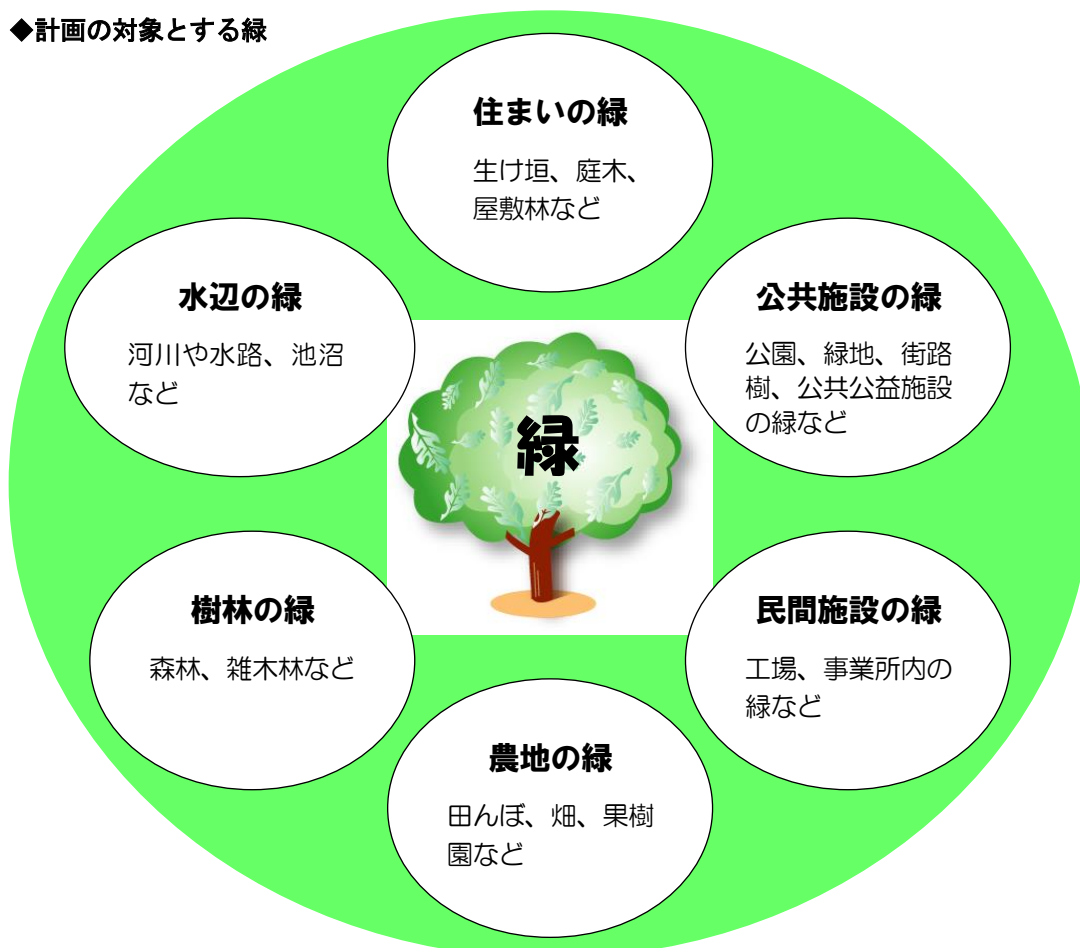 ◆計画の対象とする緑
住まいの緑
生け垣、庭木、
屋敷林など
水辺の緑
河川や水路、池沼
など
公共施設の緑
公園、緑地、街路
樹、公共公益施設
の緑など
緑
樹林の緑
森林、雑木林など
民間施設の緑
工場、事業所内の
緑など
農地の緑
田んぼ、畑、果樹
園など